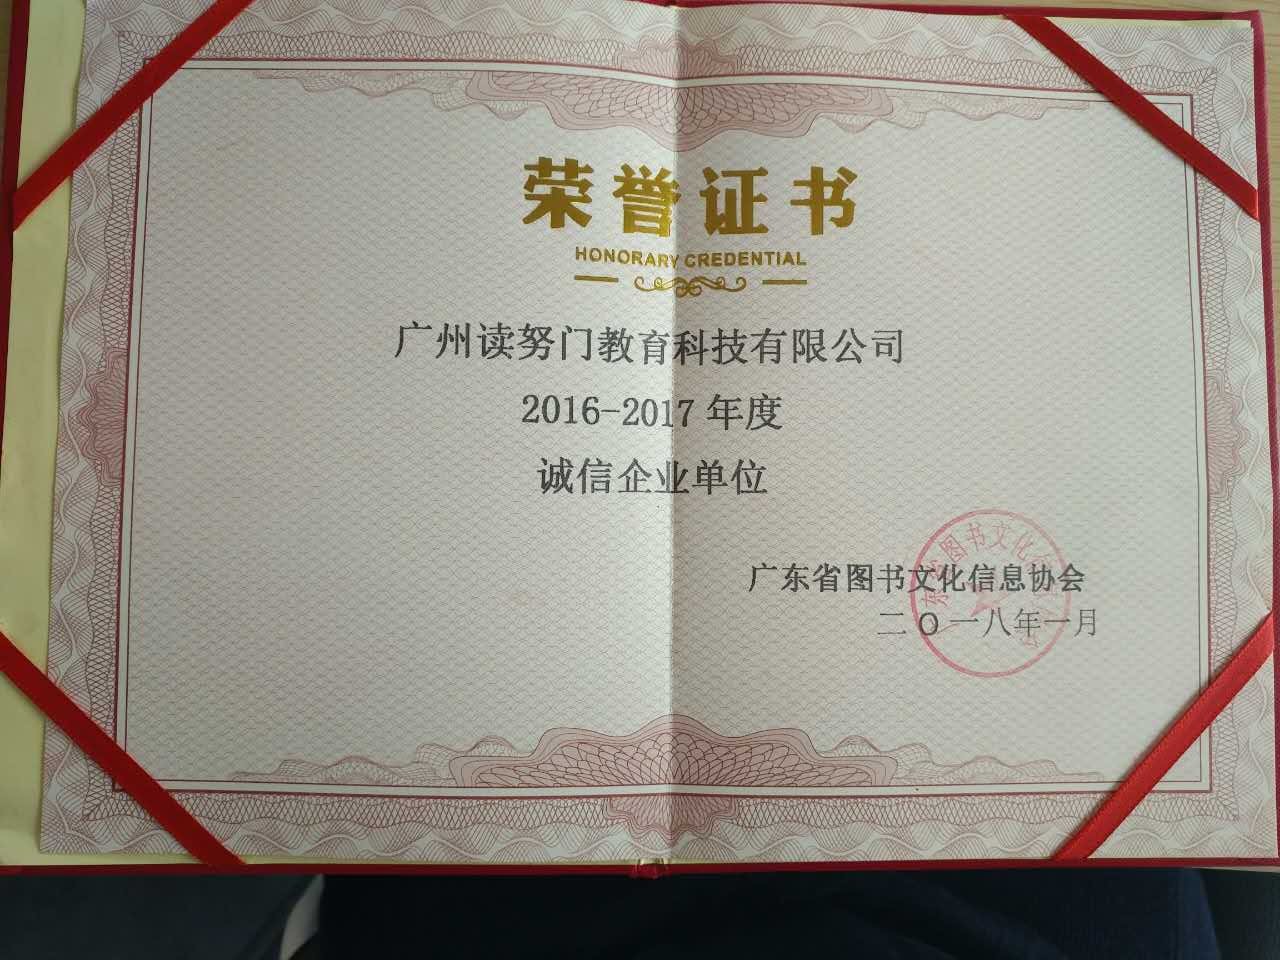 荣誉证书
HONORARY CREDENTIAL
广州读努门教育科技有限公司
2016-2017 年度
诚信企业单位
广东省图书文化信息协会
二〇一八年一月